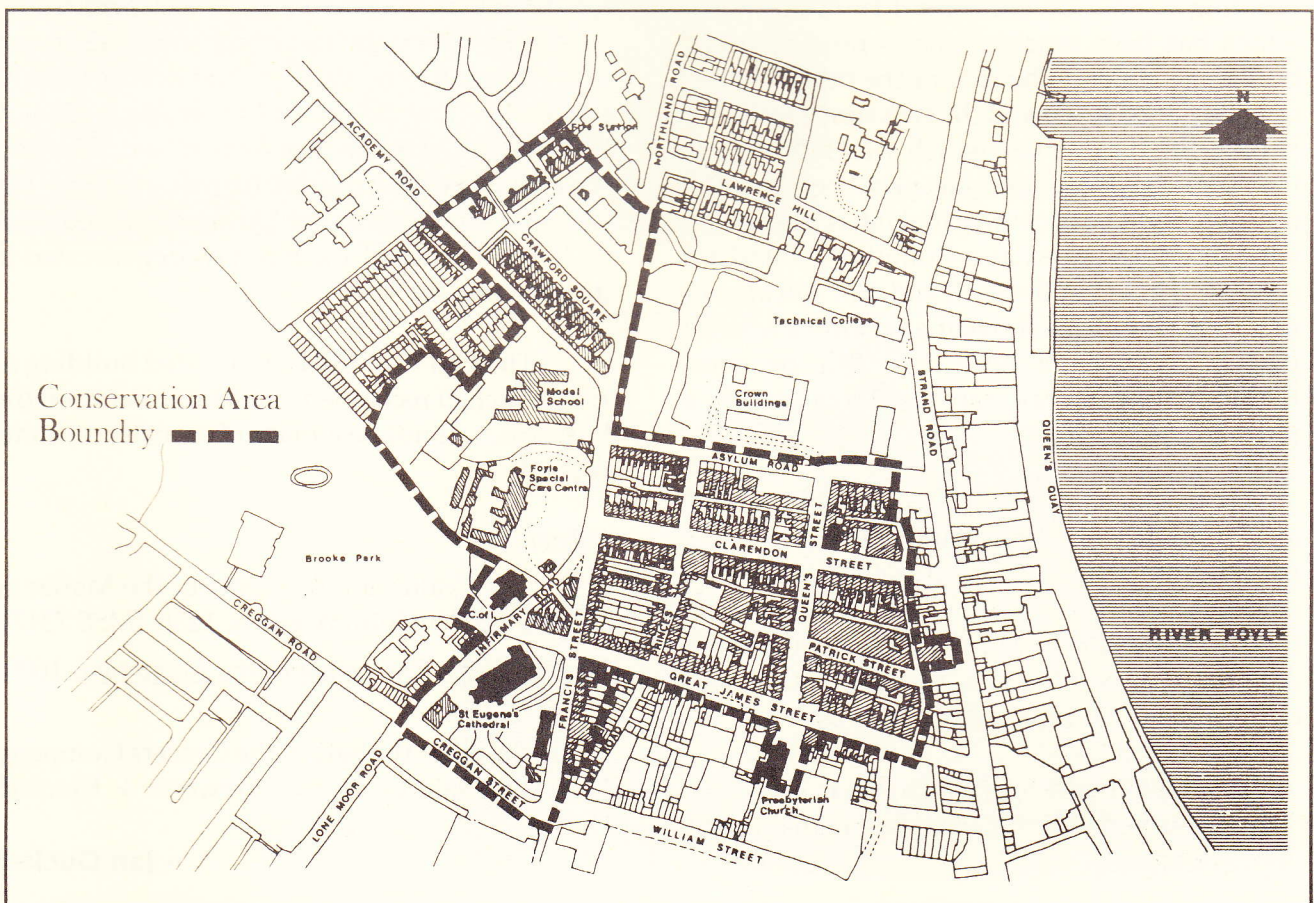 N
Fire Station
NORTHLAND ROAD
ACADEMY ROAD
LAWRENCE HILL
CRAWFORD SQUARE
Technical College
STRAND ROAD
Crown
Buildings
Model
School
Conservation Area
Boundry
QUEEN'S QUAY
ASYLUM ROAD
Foyle
Special
Care Centre
CLARENDON STREET
QUEEN'S STREET
Brooke Park
CREGGAN ROAD
C.of I.
INFIRMARY
PRINCES
PATRICK STREET
RIVER FOYLE
GREAT JAMES STREET
FRANCIS STREET
St Eugene's
Cathedral
ROAD
CREGGAN STREET
LONE MOOR ROAD
Presbyterian
Church
WILLIAM STREET